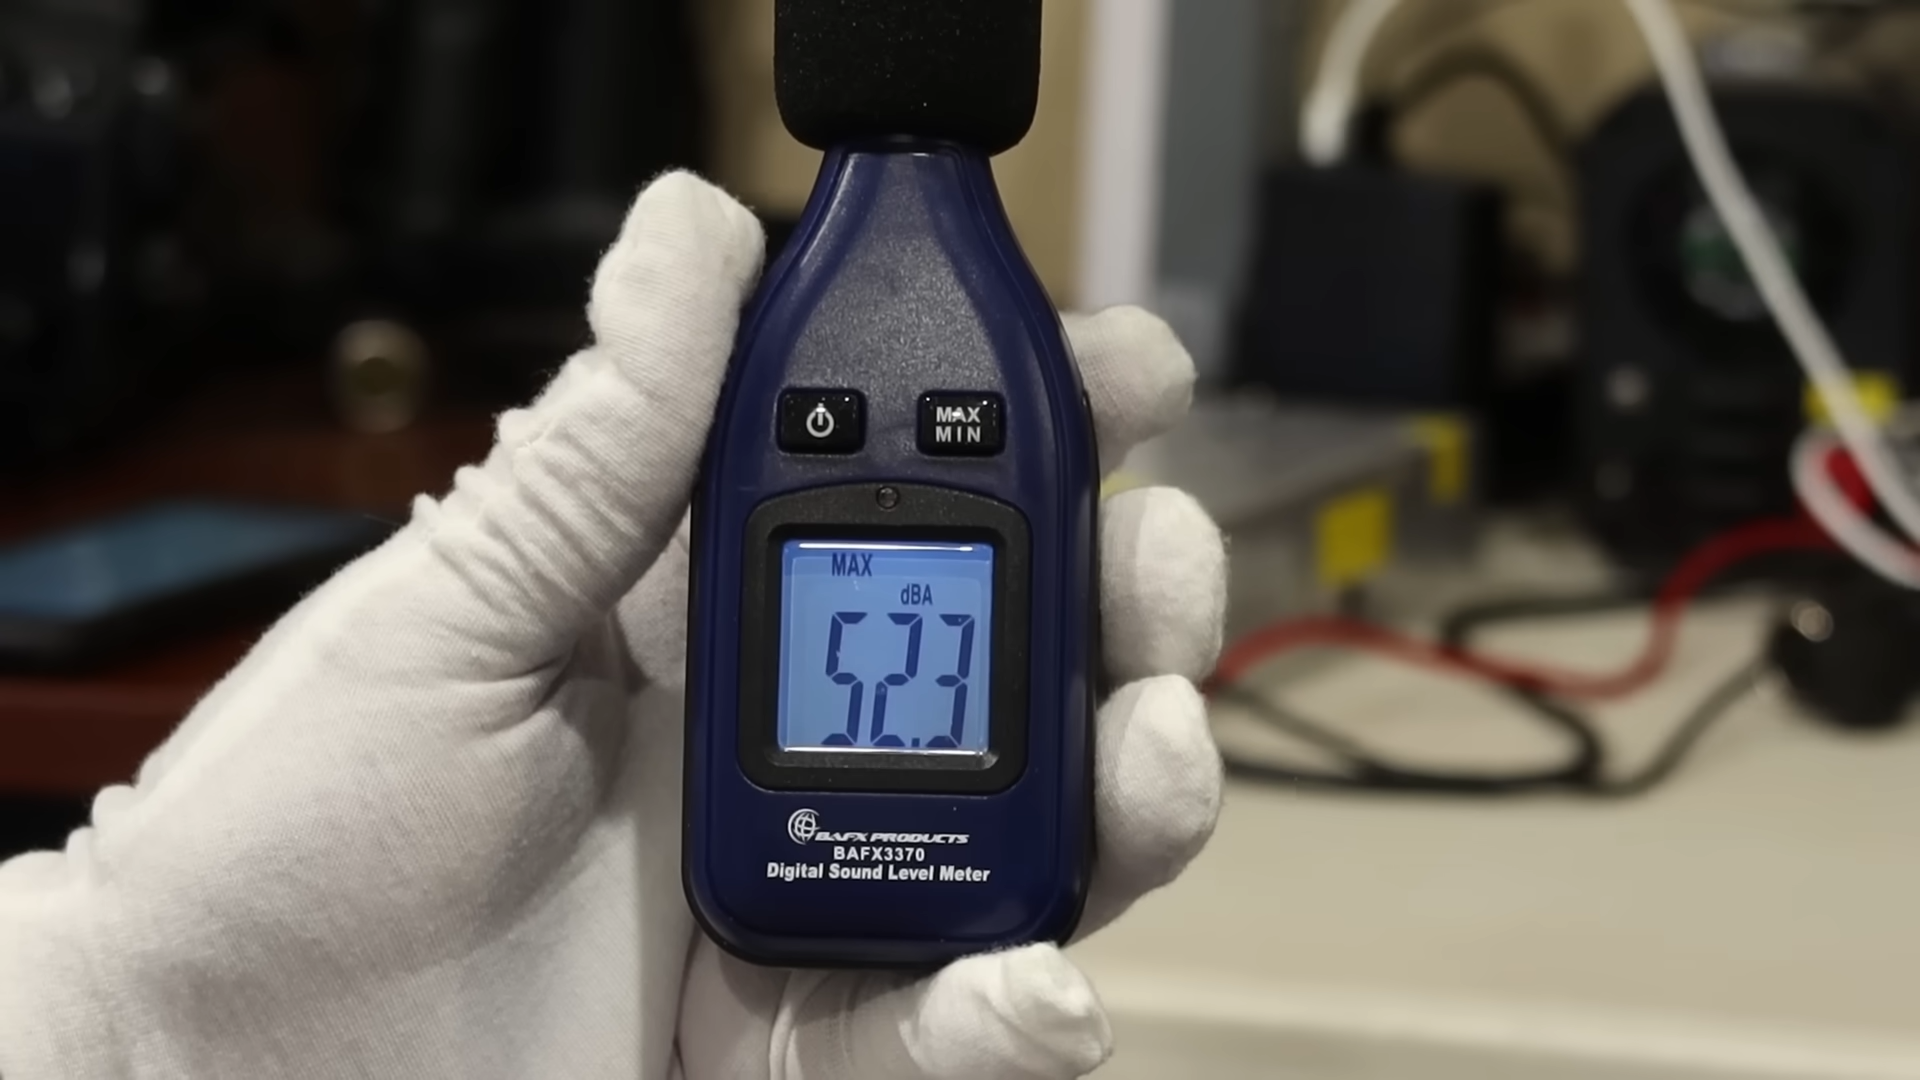 MAX
MIN
MAX
dBA
52.3
BAFX PRODUCTS
BAFX3370
Digital Sound Level Meter